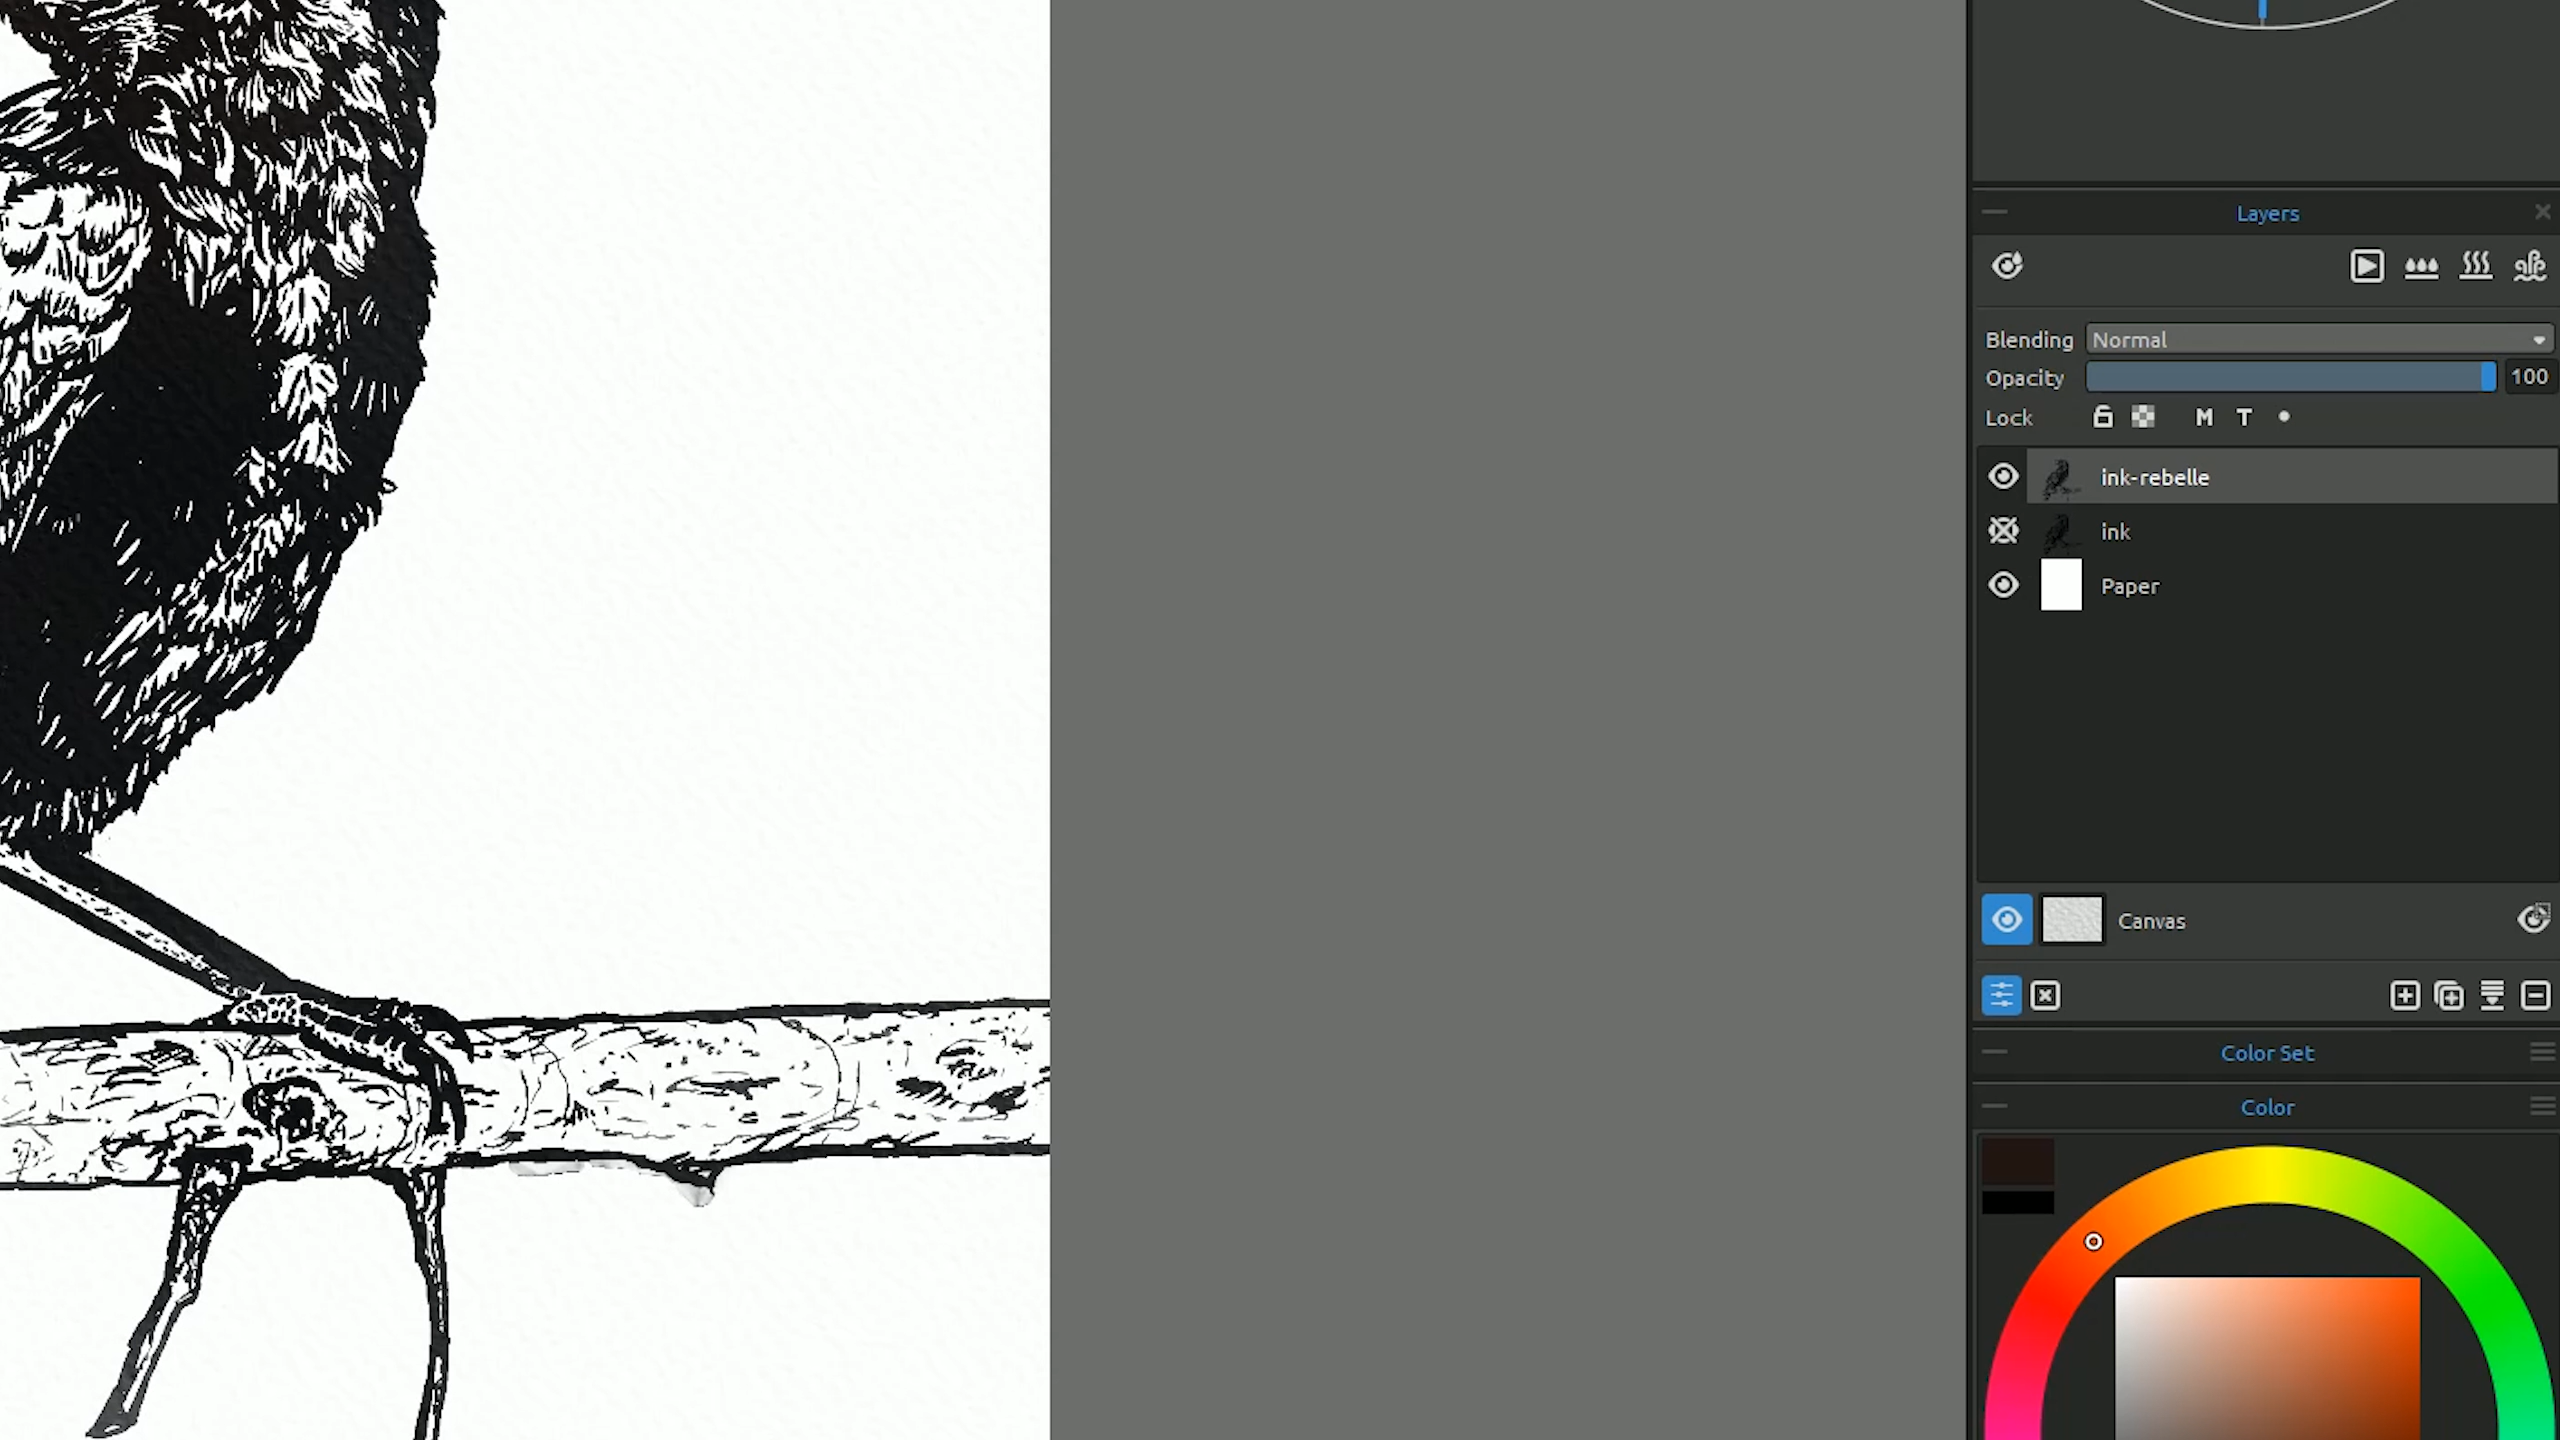 Layers
Blending Normal
Opacity 100
Lock M T
ink-rebelle
ink
Paper
Canvas
Color Set
Color